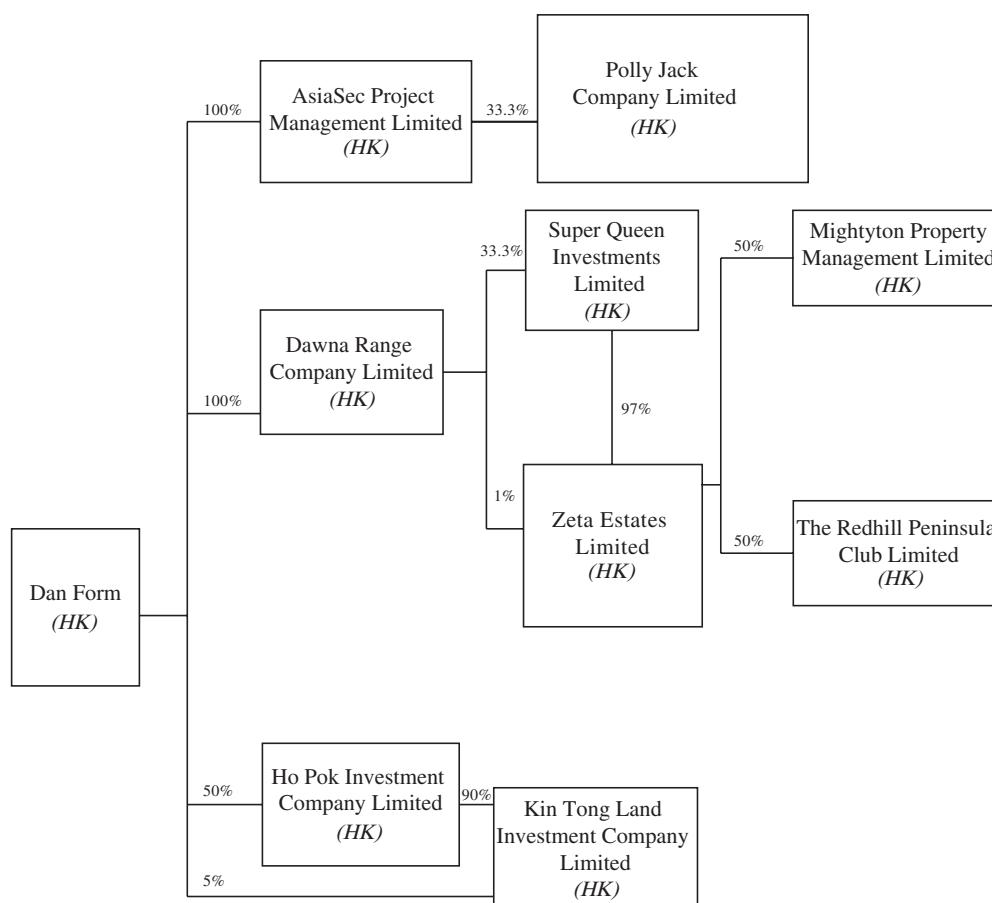 Polly Jack
Company Limited
(HK)
AsiaSec Project
Management Limited
(HK)
100%
33.3%
Super Queen
Investments
Limited
(HK)
Mightyton Property
Management Limited
(HK)
33.3%
50%
Dawna Range
Company Limited
(HK)
100%
97%
1%
Zeta Estates
Limited
(HK)
The Redhill Peninsula
Club Limited
(HK)
50%
Dan Form
(HK)
Ho Pok Investment
Company Limited
(HK)
50%
90%
Kin Tong Land
Investment Company
Limited
(HK)
5%